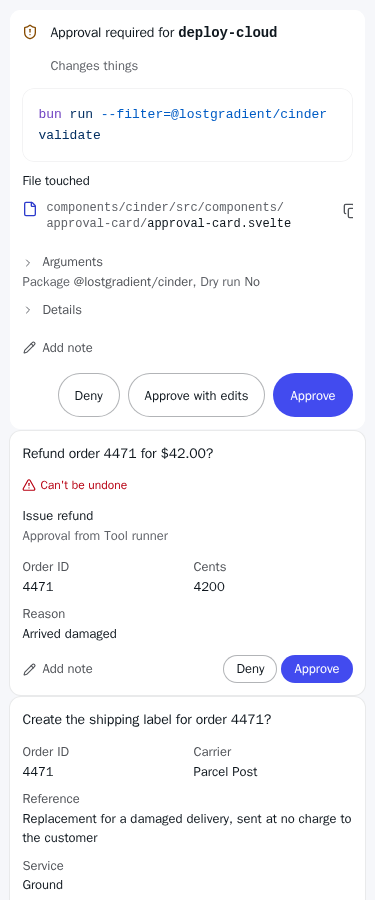 Approval required for deploy-cloud
Changes things
bun run --filter=@lostgradient/cinder
validate
File touched
components/cinder/src/components/
approval-card/approval-card.svelte
Arguments
Package @lostgradient/cinder, Dry run No
Details
Add note
Deny
Approve with edits
Approve
Refund order 4471 for $42.00?
Can't be undone
Issue refund
Approval from Tool runner
Order ID
Cents
4471
4200
Reason
Arrived damaged
Add note
Deny
Approve
Create the shipping label for order 4471?
Order ID
Carrier
4471
Parcel Post
Reference
Replacement for a damaged delivery, sent at no charge to
the customer
Service
Ground